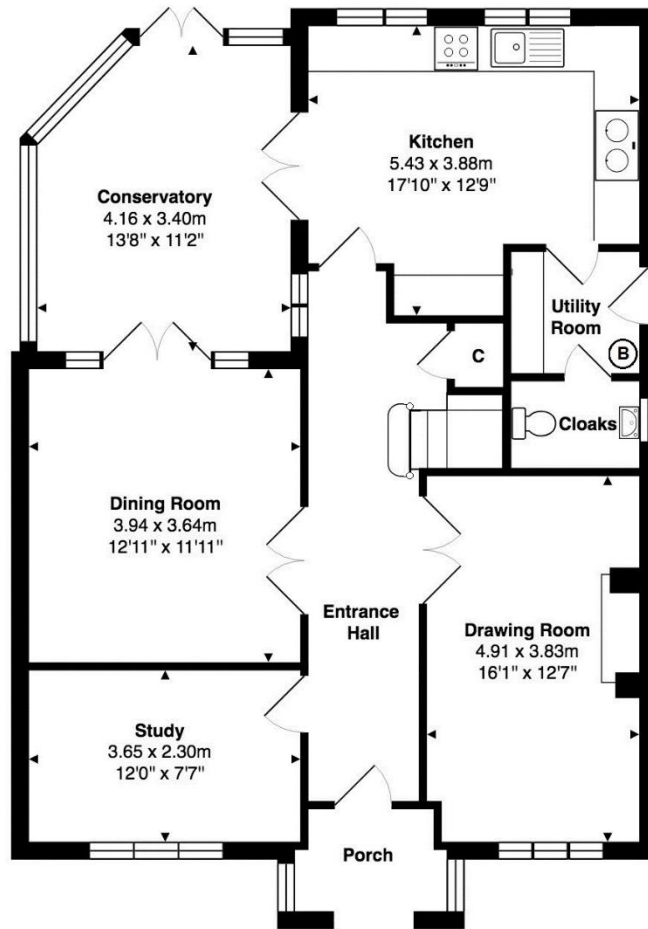 Kitchen
5.43 x 3.88m
17'10" x 12'9"
Conservatory
4.16 x 3.40m
13'8" x 11'2"
Utility
Room
B
C
Cloaks
Dining Room
3.94 x 3.64m
12'11" x 11'11"
Entrance
Hall
Drawing Room
4.91 x 3.83m
16'1" x 12'7"
Study
3.65 x 2.30m
12'0" x 7'7"
Porch